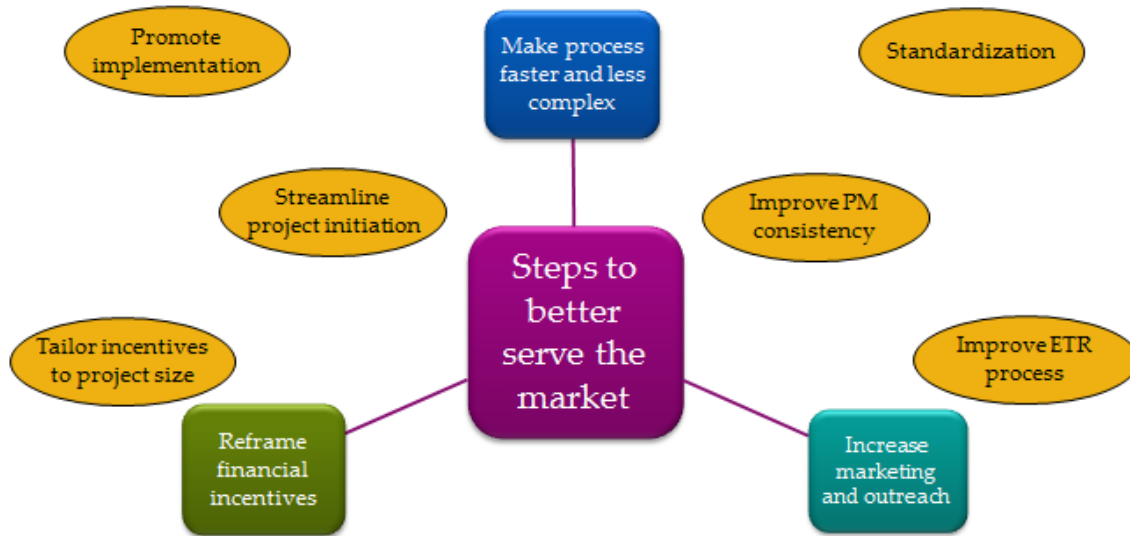 Promote
implementation
Make process
faster and less
complex
Standardization
Streamline
project initiation
Improve PM
consistency
Steps to
better
serve the
market
Tailor incentives
to project size
Improve ETR
process
Reframe
financial
incentives
Increase
marketing
and outreach